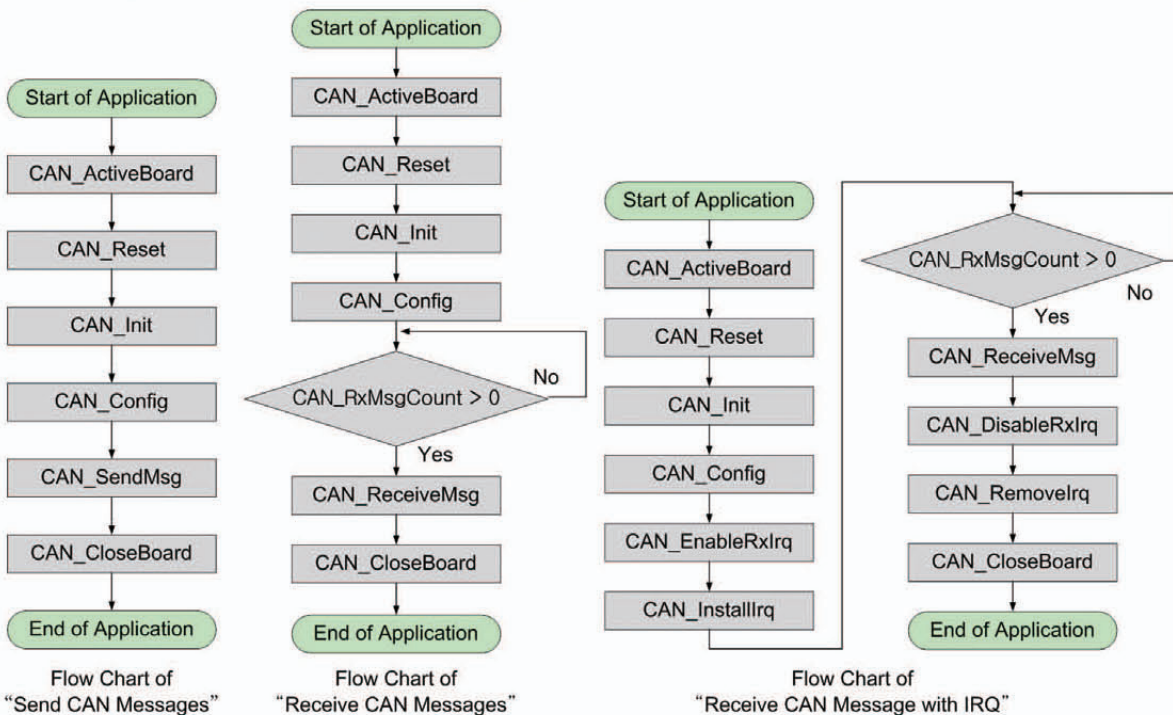 Start of Application
CAN_ActiveBoard
CAN_Reset
CAN_Init
CAN_Config
CAN_SendMsg
CAN_CloseBoard
End of Application
Flow Chart of
“Send CAN Messages”
Start of Application
CAN_ActiveBoard
CAN_Reset
CAN_Init
CAN_Config
CAN_RxMsgCount > 0
No
Yes
CAN_ReceiveMsg
CAN_CloseBoard
End of Application
Flow Chart of
“Receive CAN Messages”
Start of Application
CAN_ActiveBoard
CAN_Reset
CAN_Init
CAN_Config
CAN_EnableRxIrq
CAN_InstallIrq
CAN_RxMsgCount > 0
No
Yes
CAN_ReceiveMsg
CAN_DisableRxIrq
CAN_RemoveIrq
CAN_CloseBoard
End of Application
Flow Chart of
“Receive CAN Message with IRQ”